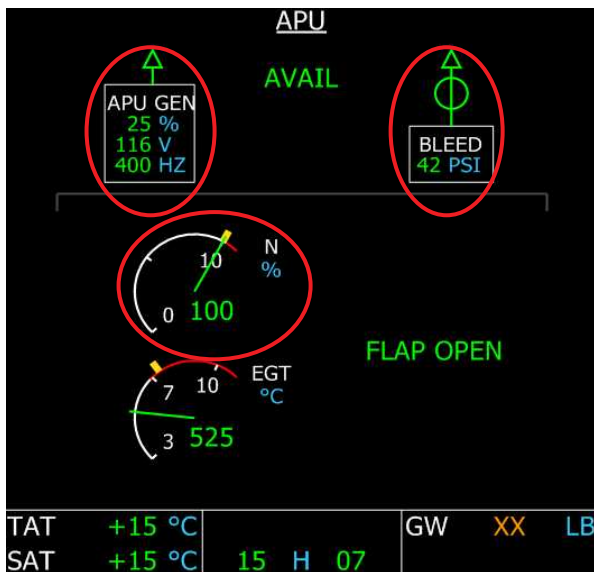 APU
AVAIL
APU GEN
25 %
116 V
400 HZ
BLEED
42 PSI
10 N
%
0 100
FLAP OPEN
7 10 EGT
°C
3 525
TAT +15 °C GW XX LB
SAT +15 °C 15 H 07